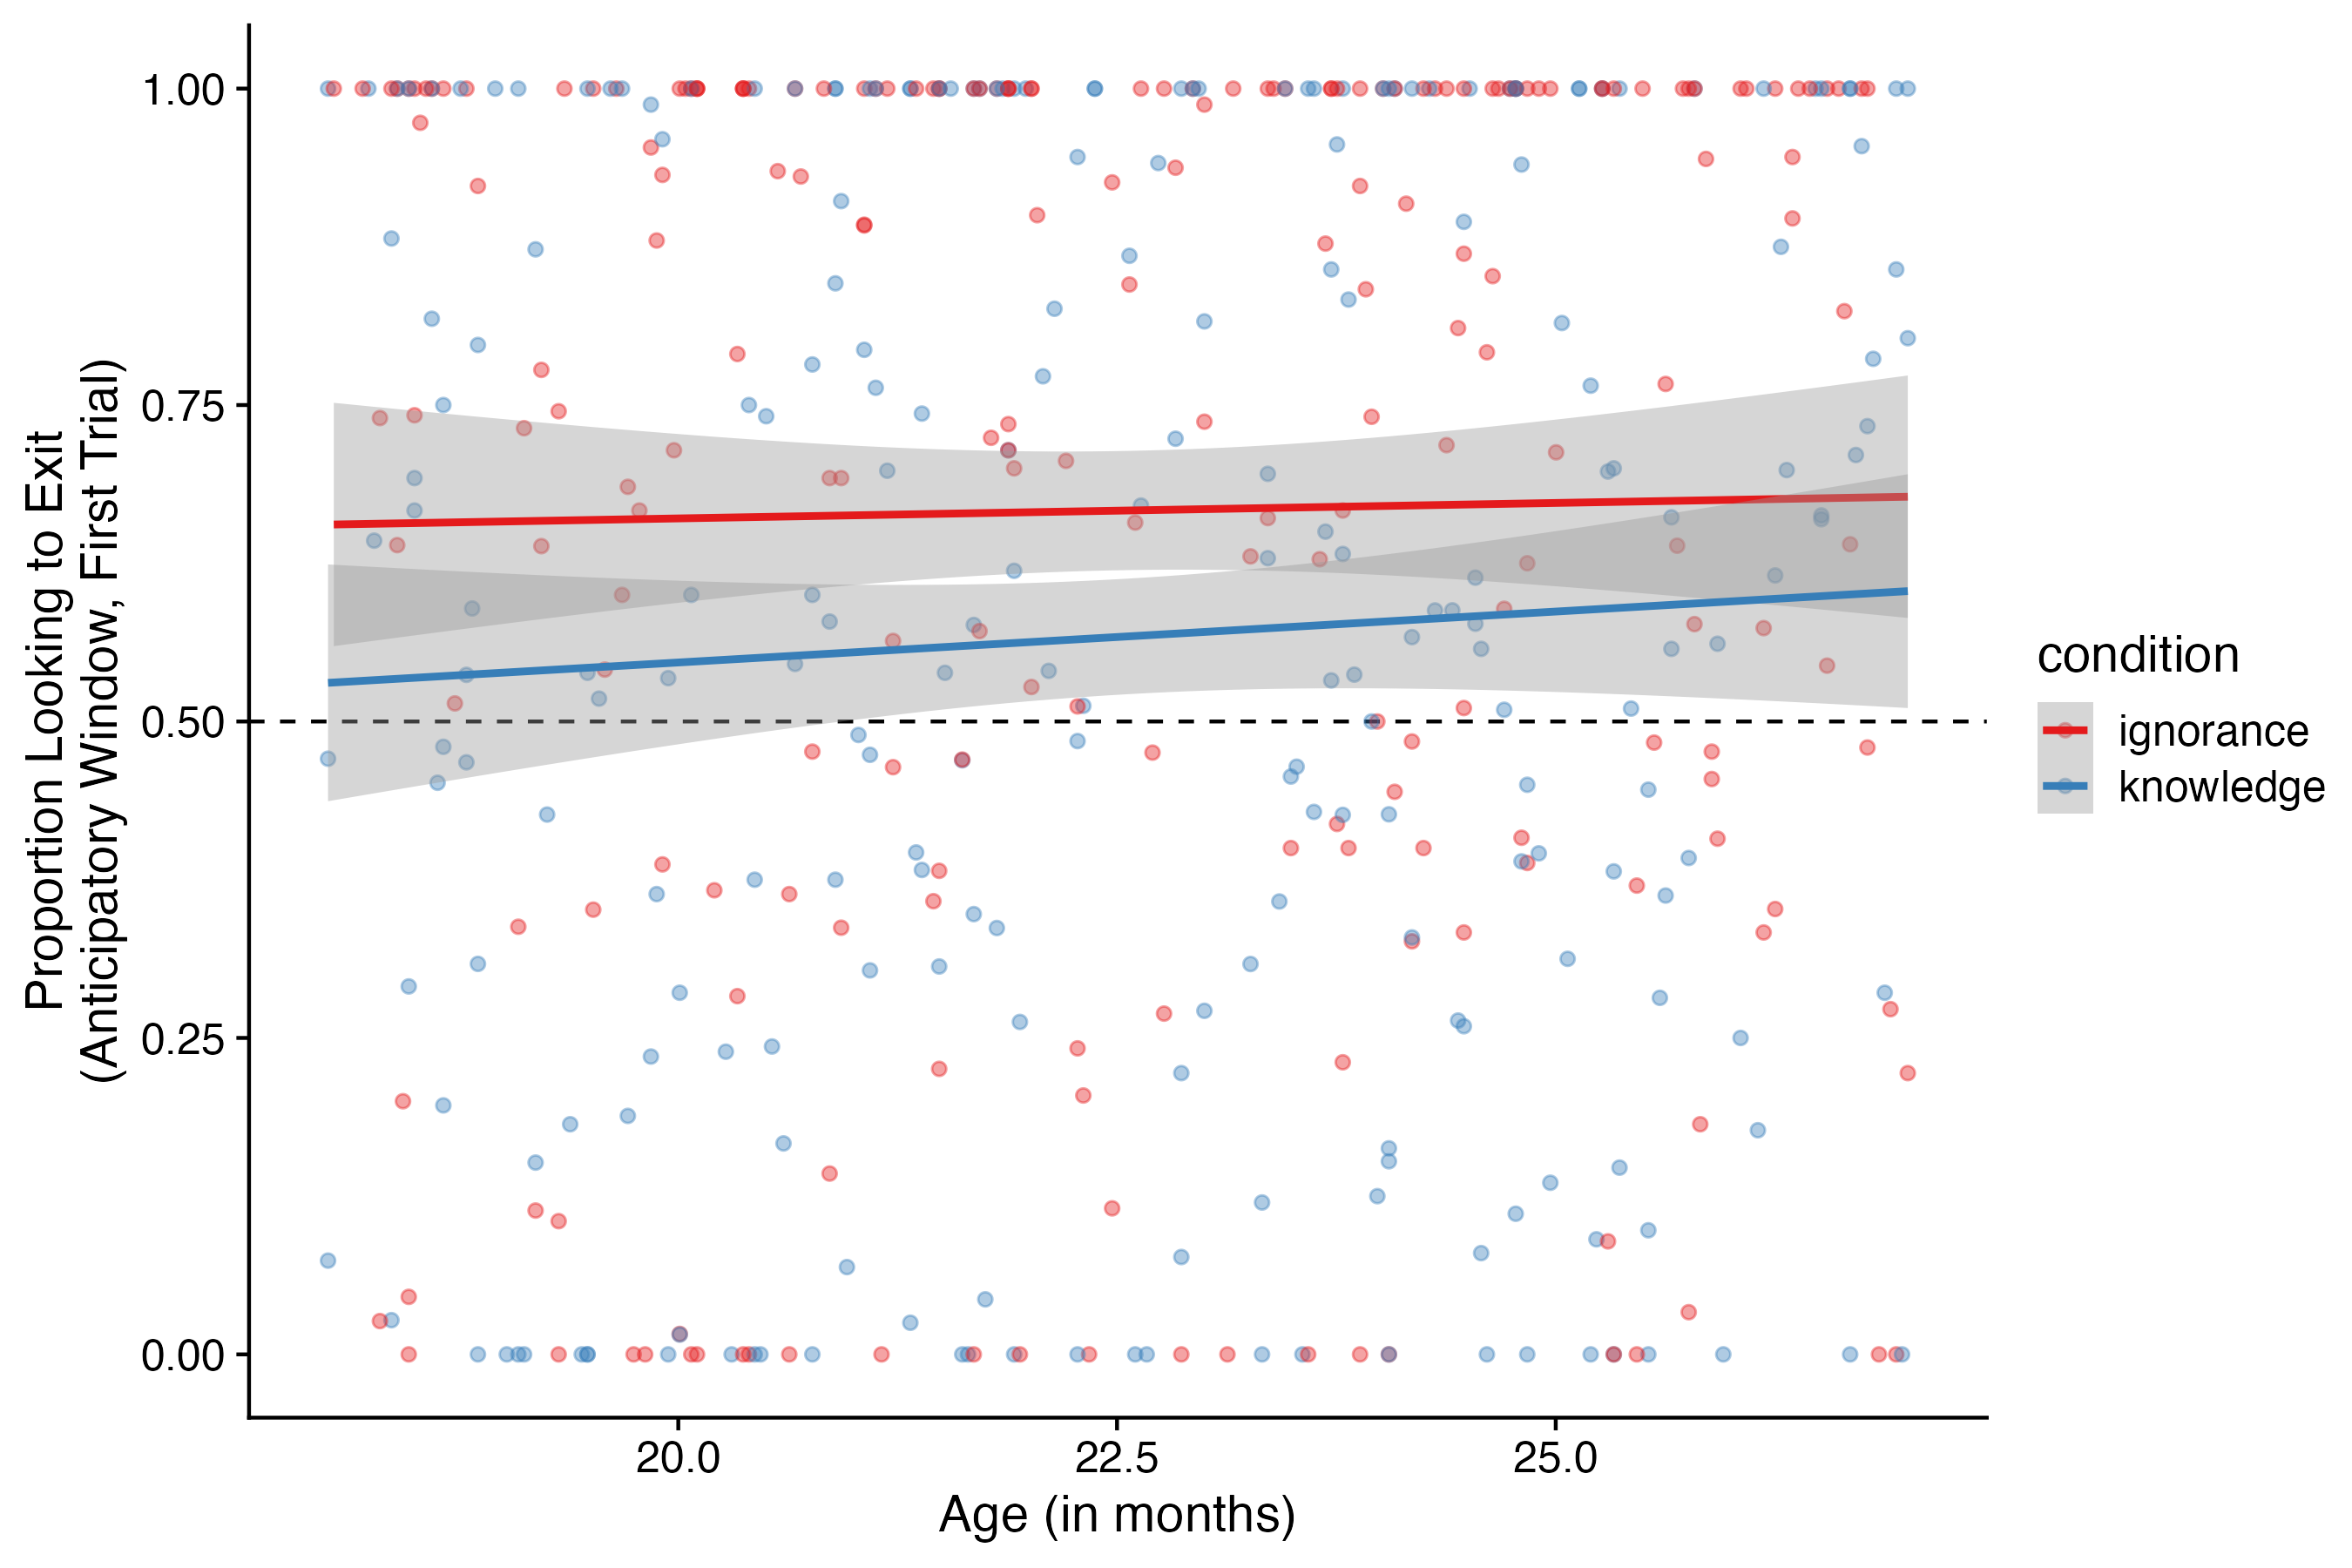 Proportion Looking to Exit
(Anticipatory Window, First Trial)
1.00
0.75
0.50
0.25
0.00
20.0
22.5
25.0
Age (in months)
condition
ignorance
knowledge